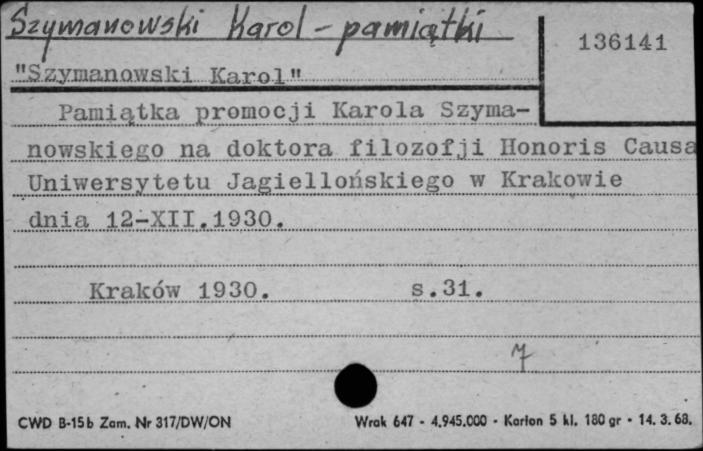 Szymanowski Karol - pamiątki
136141
"Szymanowski Karol"
Pamiątka promocji Karola Szyma-
nowskiego na doktora filozofji Honoris Causa
Uniwersytetu Jagiellońskiego w Krakowie
dnia 12-XII.1930.
Kraków 1930. s.31.
CWD B-15b Zam. Nr 317/DW/ON
Wrak 647 - 4.945.000 - Karton 5 kl. 180 gr - 14. 3. 68.